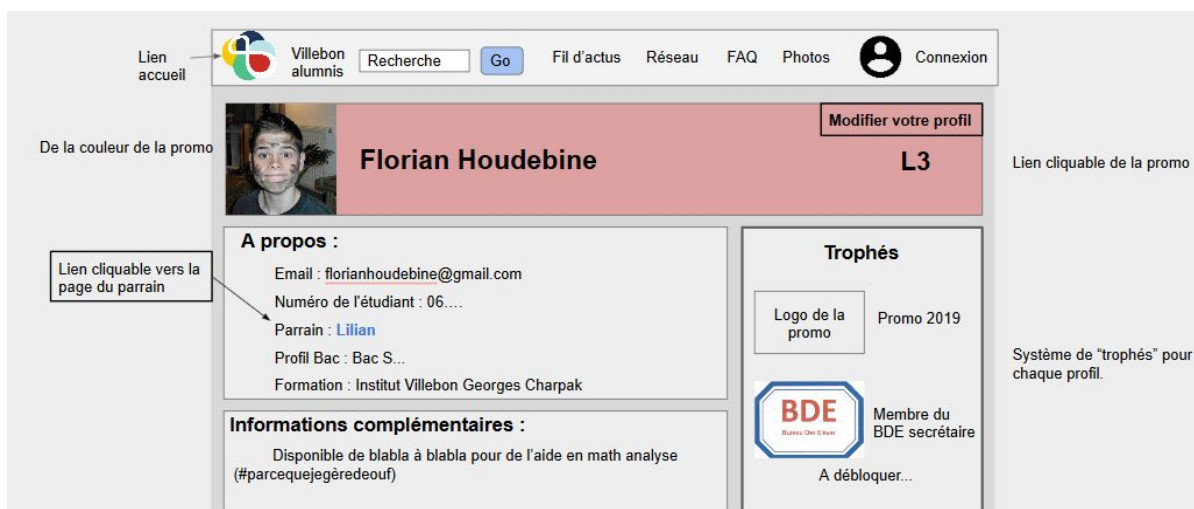 Lien
accueil
Villebon
alumnis
Recherche
Go
Fil d'actus
Réseau
FAQ
Photos
Connexion
De la couleur de la promo
Modifier votre profil
Florian Houdebine
L3
Lien cliquable de la promo
A propos :
Email : florianhoudebine@gmail.com
Numéro de l'étudiant : 06....
Parrain : Lilian
Profil Bac : Bac S...
Formation : Institut Villebon Georges Charpak
Lien cliquable vers la
page du parrain
Informations complémentaires :
Disponible de blabla à blabla pour de l'aide en math analyse
(#parcequejegèredeouf)
Trophés
Logo de la
promo
Promo 2019
BDE
Membre du
BDE secrétaire
A débloquer...
Système de “trophés” pour
chaque profil.